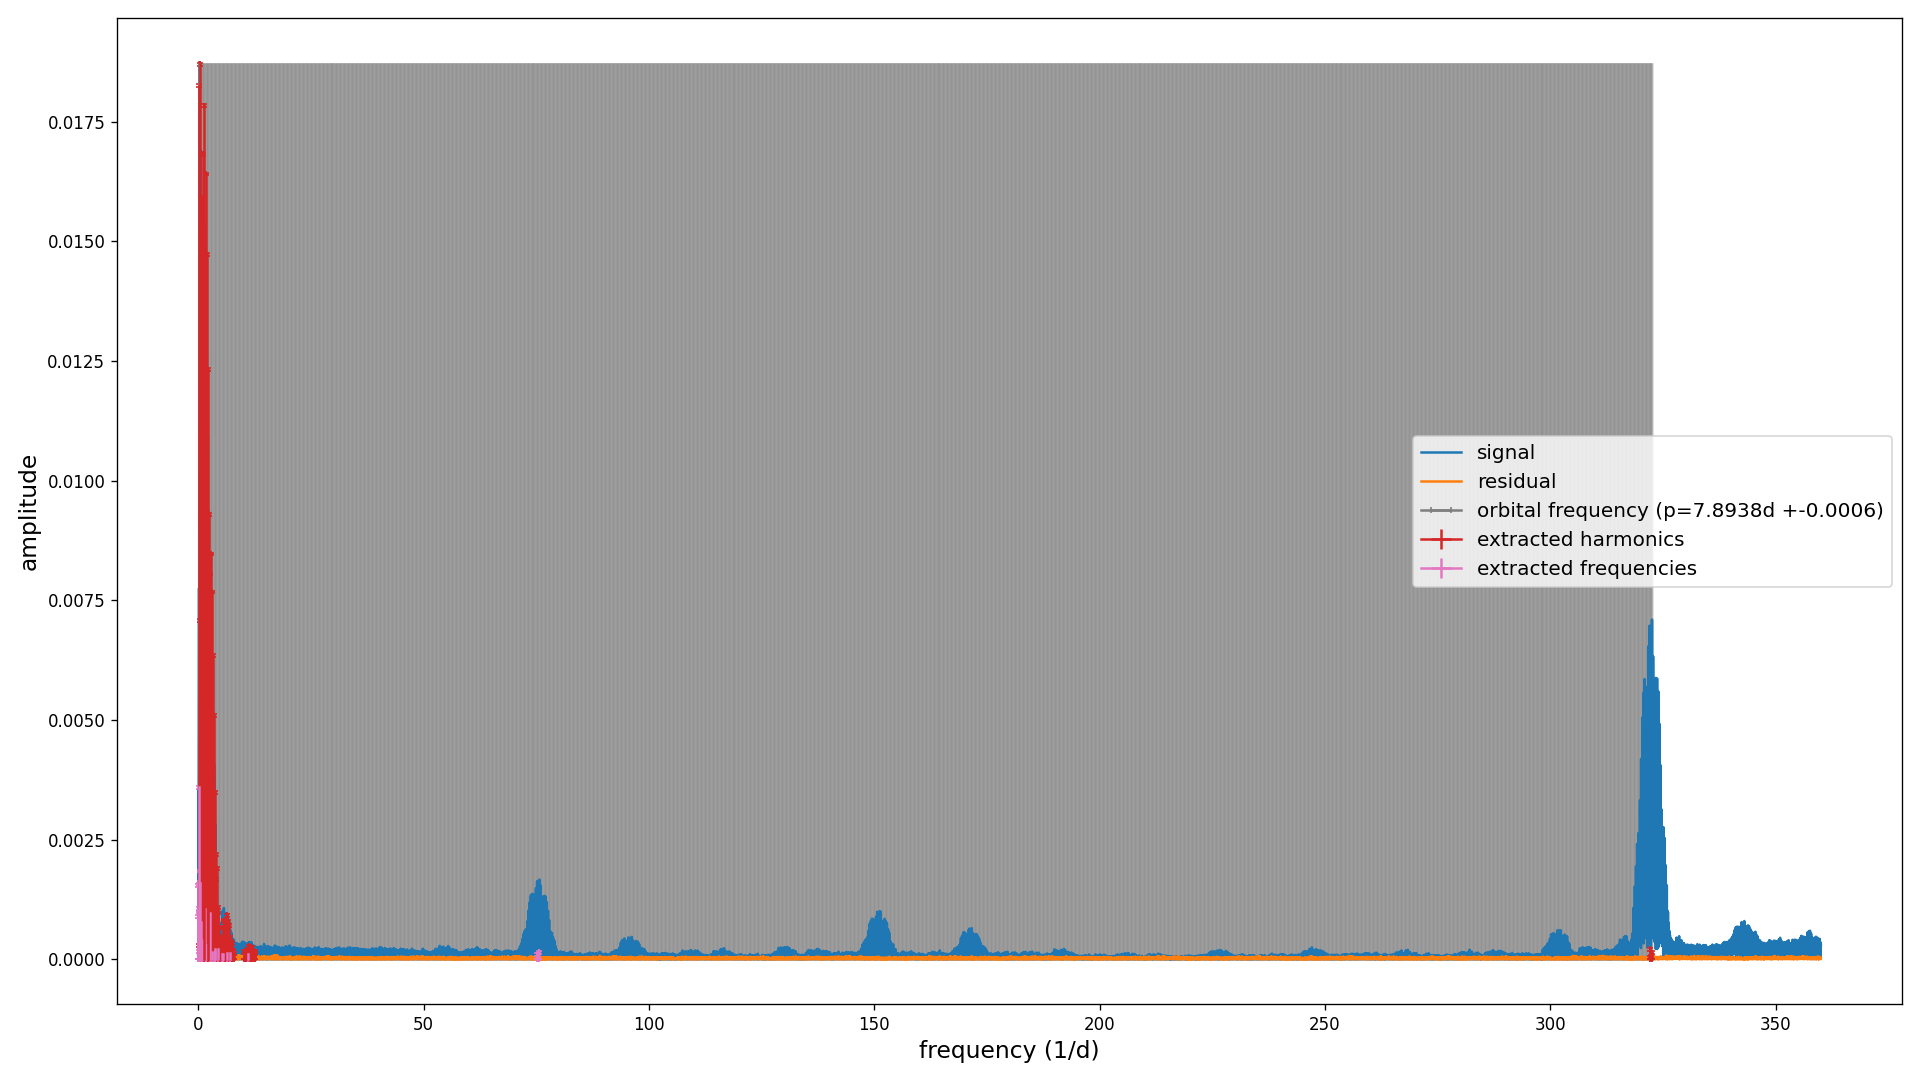 0.0175
0.0150
0.0125
0.0100
0.0075
0.0050
0.0025
0.0000
amplitude
signal
residual
orbital frequency (p=7.8938d +-0.0006)
extracted harmonics
extracted frequencies
0 50 100 150 200 250 300 350
frequency (1/d)